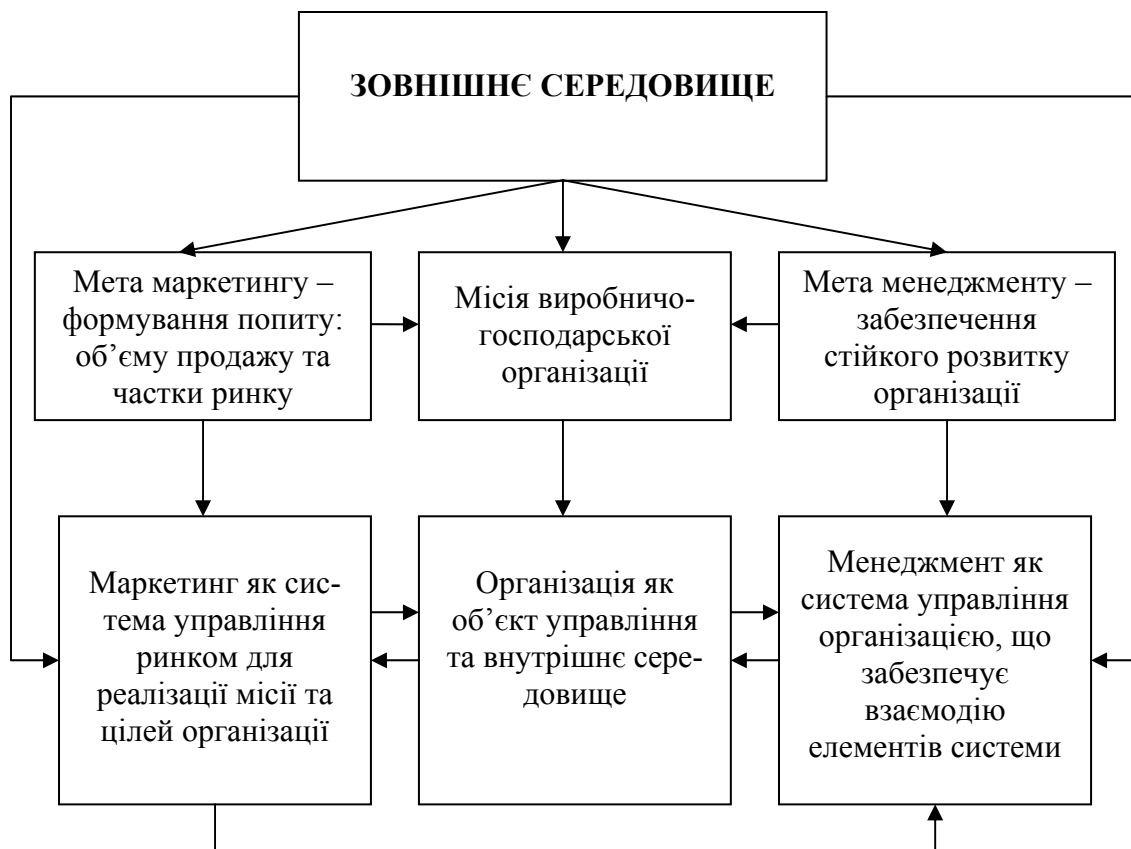 ЗОВНІШНЄ СЕРЕДОВИЩЕ
Мета маркетингу –
формування попиту:
об’єму продажу та
частки ринку
Місія виробничо-
господарської
організації
Мета менеджменту –
забезпечення
стійкого розвитку
організації
Маркетинг як сис-
тема управління
ринком для
реалізації місії та
цілей організації
Організація як
об’єкт управління
та внутрішнє сере-
довище
Менеджмент як
система управління
організацією, що
забезпечує
взаємодію
елементів системи